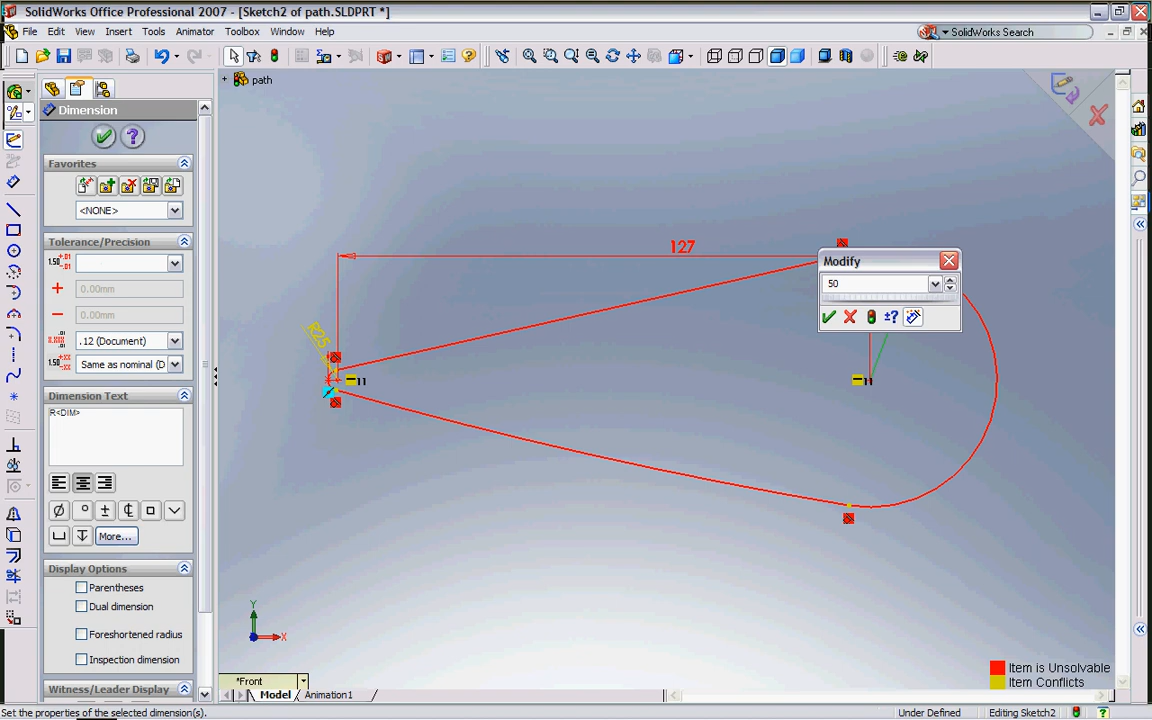 SolidWorks Office Professional 2007 - [Sketch2 of path.SLDPRT *]
File Edit View Insert Tools Animator Toolbox Window Help
SolidWorks Search
path
Dimension
Favorites
<NONE>
Tolerance/Precision
0.00mm
0.00mm
.12 (Document)
Same as nominal (D
Dimension Text
R<DIM>
More...
Display Options
Parentheses
Dual dimension
Foreshortened radius
Inspection dimension
Witness/Leader Display
127
Modify
50
R25
11
11
Y
X
*Front
Model Animation1
Item is Unsolvable
Item Conflicts
Set the properties of the selected dimension(s).
Under Defined Editing Sketch2